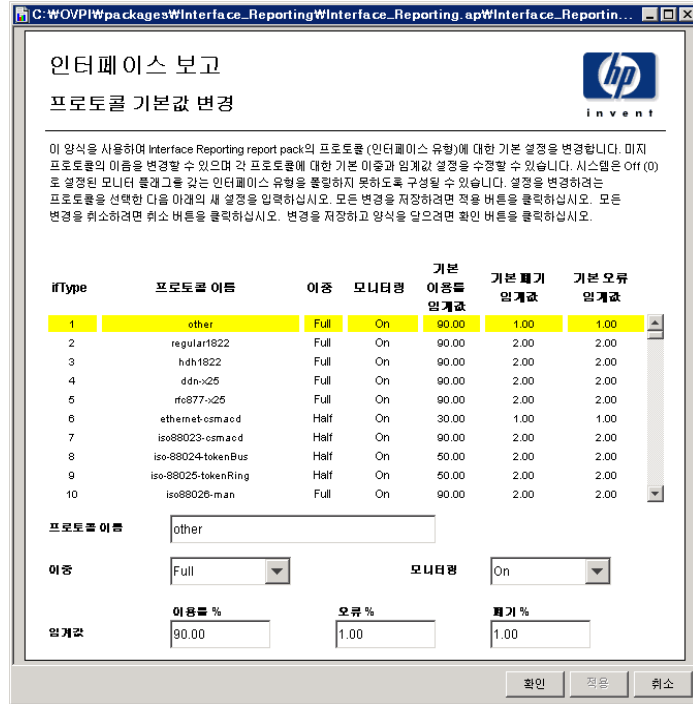 C:₩OVPI₩packages₩Interface_Reporting₩Interface_Reporting.ap₩Interface_Reportin...
인터페이스 보고
프로토콜 기본값 변경
hp
invent
이 양식을 사용하여 Interface Reporting report pack의 프로토콜 (인터페이스 유형)에 대한 기본 설정을 변경합니다. 미지
프로토콜의 이름을 변경할 수 있으며 각 프로토콜에 대한 기본 이중과 임계값 설정을 수정할 수 있습니다. 시스템은 Off (0)
로 설정된 모니터 플래그를 갖는 인터페이스 유형을 폴링하지 못하도록 구성될 수 있습니다. 설정을 변경하려는
프로토콜을 선택한 다음 아래의 새 설정을 입력하십시오. 모든 변경을 저장하려면 적용 버튼을 클릭하십시오. 모든
변경을 취소하려면 취소 버튼을 클릭하십시오. 변경을 저장하고 양식을 닫으려면 확인 버튼을 클릭하십시오.
ifType 프로토콜 이름 이중 모니터링 기본 이용률 임계값 기본 폐기 임계값 기본 오류 임계값
1 other Full On 90.00 1.00 1.00
2 regular1822 Full On 90.00 2.00 2.00
3 hdh1822 Full On 90.00 2.00 2.00
4 ddn-x25 Full On 90.00 2.00 2.00
5 rfc877-x25 Full On 90.00 2.00 2.00
6 ethernet-csmacd Half On 30.00 1.00 1.00
7 iso88023-csmacd Half On 90.00 2.00 2.00
8 iso-88024-tokenBus Half On 50.00 2.00 2.00
9 iso-88025-tokenRing Half On 50.00 2.00 2.00
10 iso88026-man Full On 90.00 2.00 2.00
프로토콜 이름 other
이중 Full 모니터링 On
이용률 % 오류 % 폐기 %
임계값 90.00 1.00 1.00
확인 적용 취소